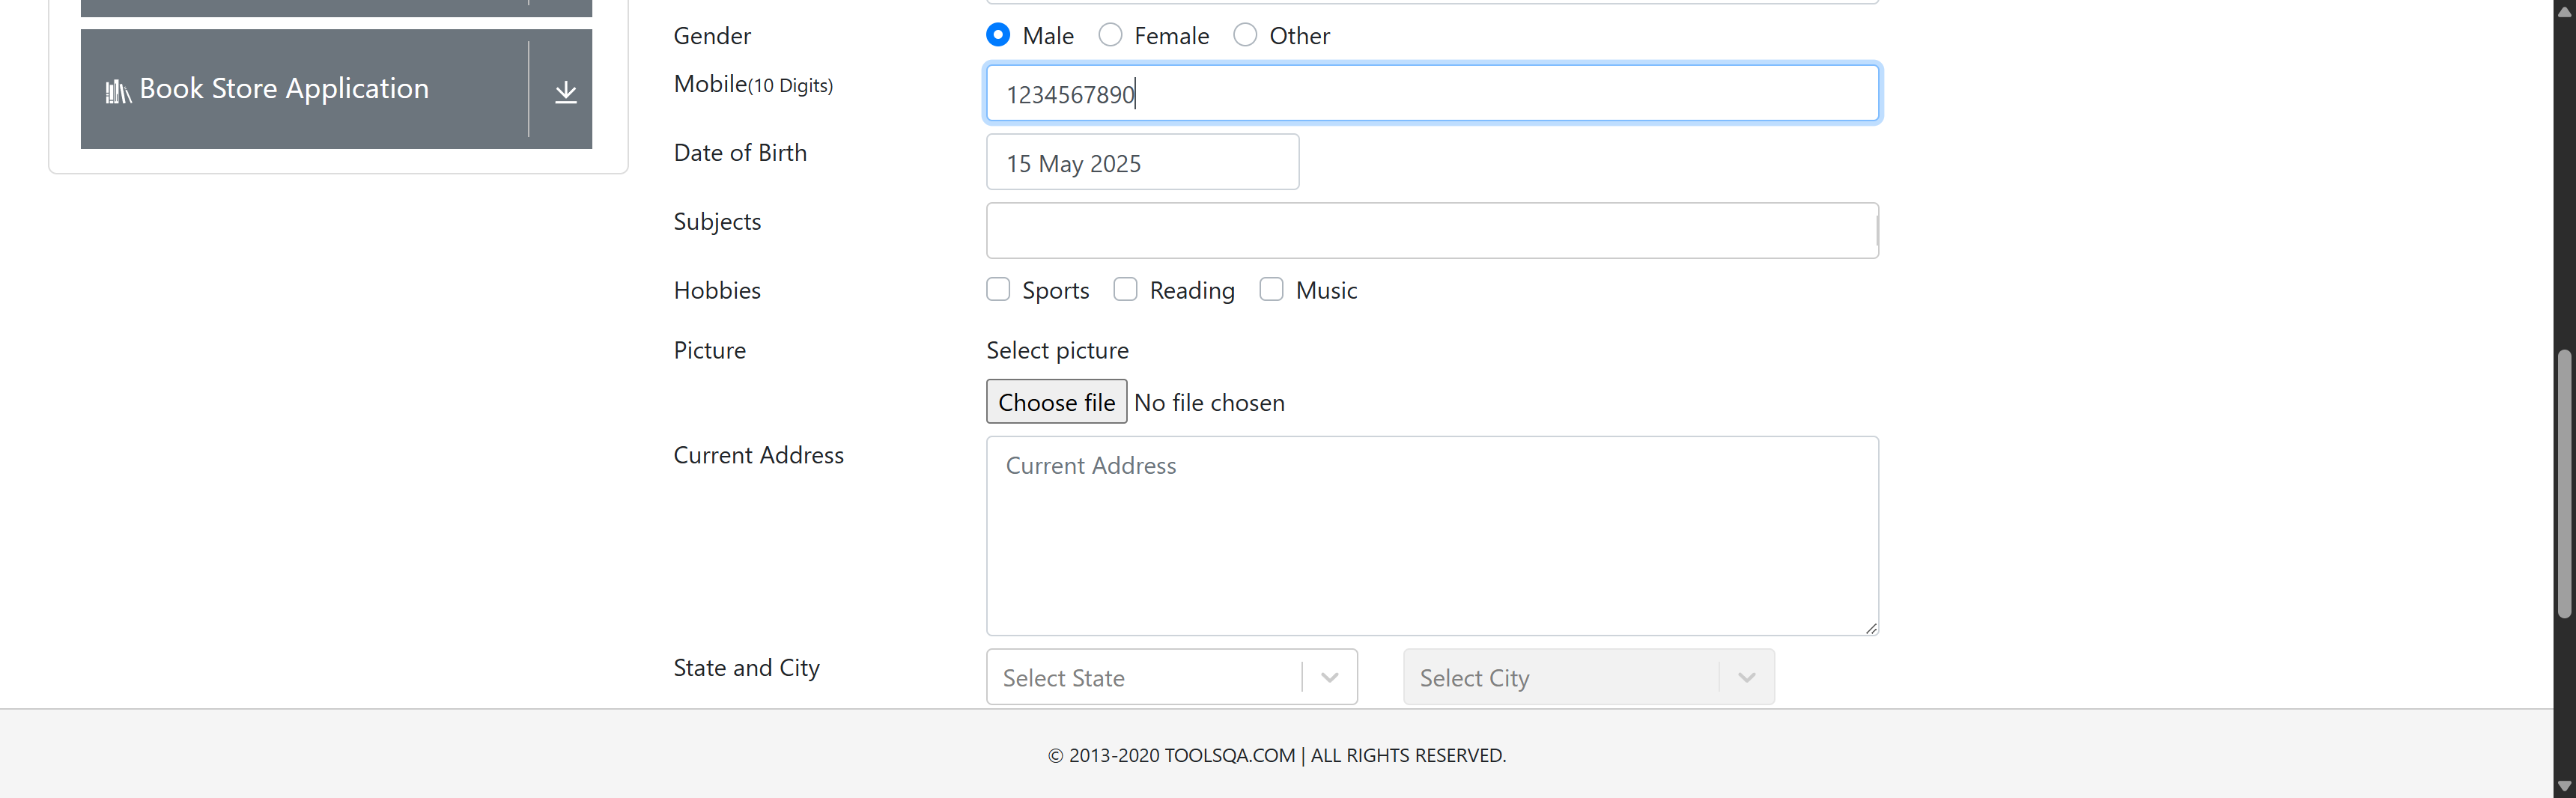 Book Store Application
Gender Male Female Other
Mobile(10 Digits) 1234567890
Date of Birth 15 May 2025
Subjects
Hobbies Sports Reading Music
Picture Select picture
Choose file No file chosen
Current Address Current Address
State and City Select State Select City
© 2013-2020 TOOLSQA.COM | ALL RIGHTS RESERVED.